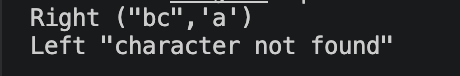 Right ("bc",'a')
Left "character not found"